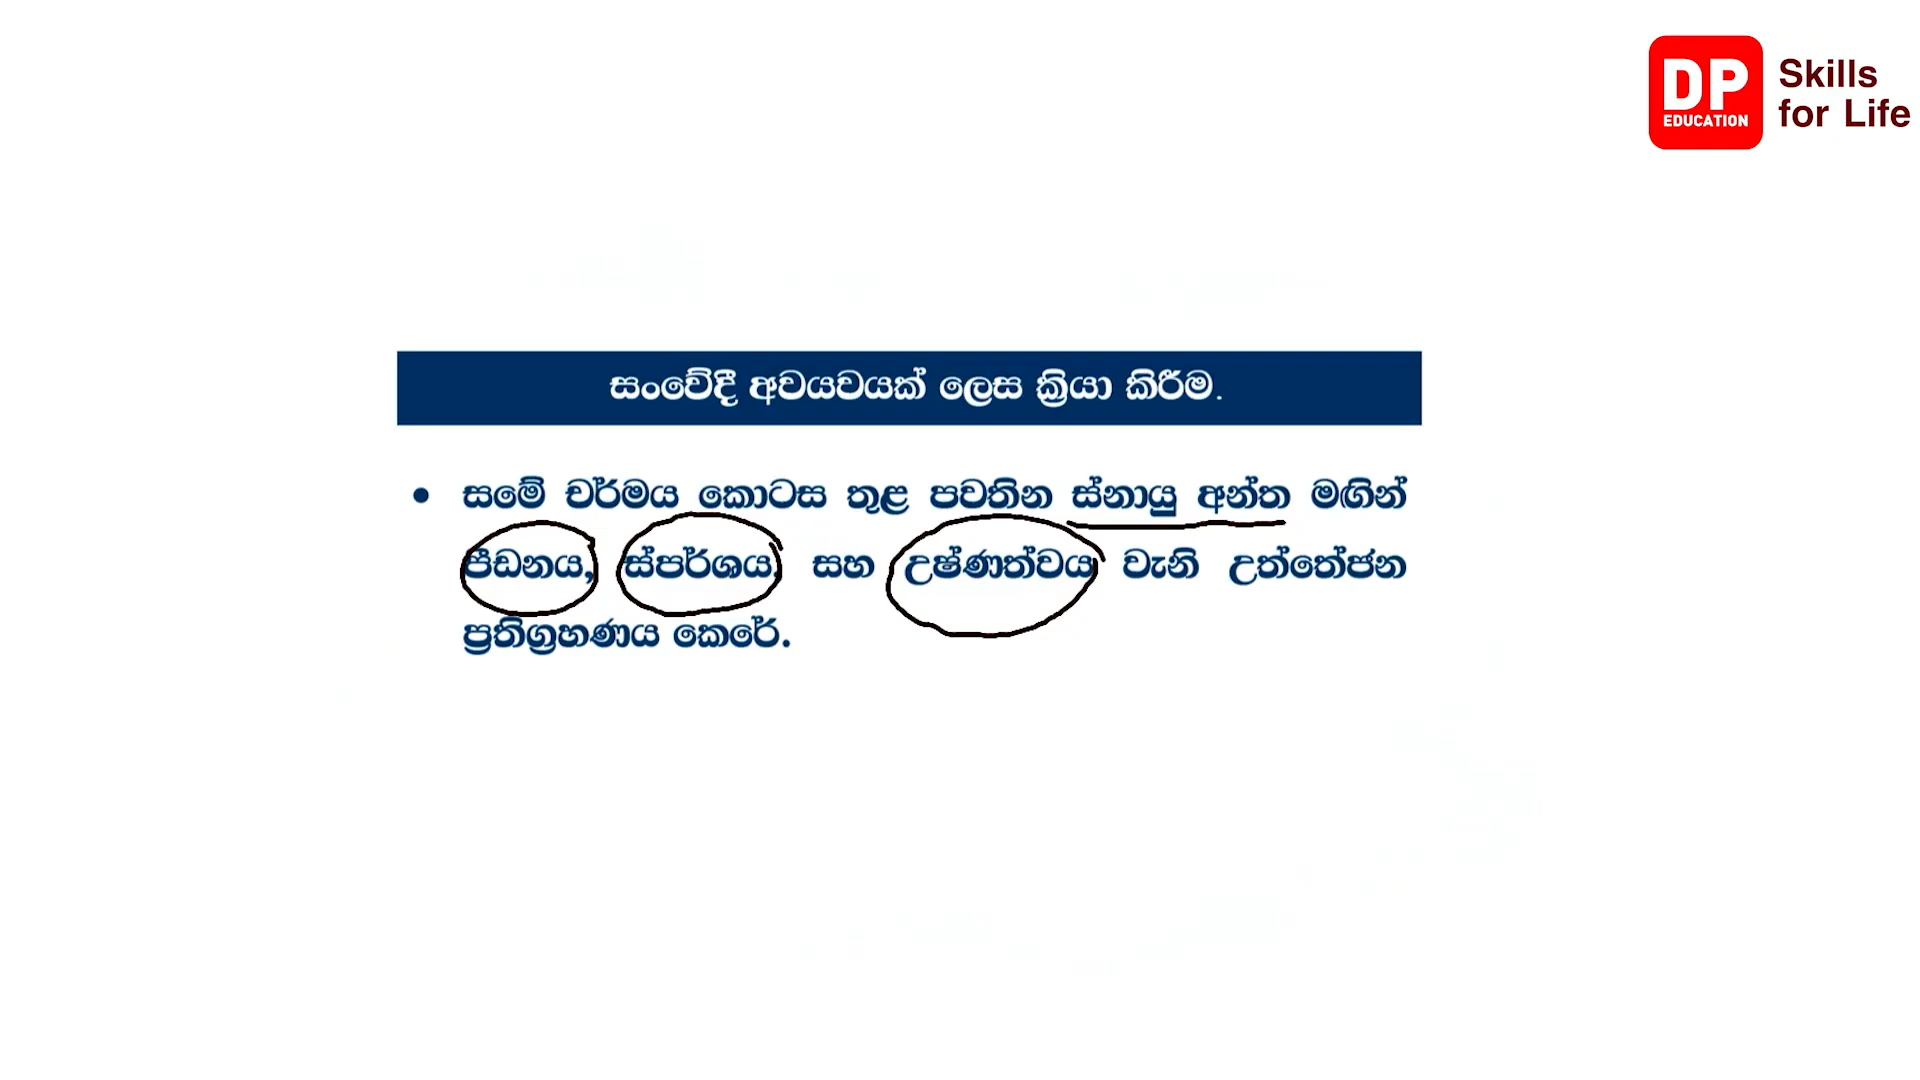 DP
EDUCATION
Skills
for Life
සංවේදී අවයවයක් ලෙස ක්‍රියා කිරීම.
• සමේ චර්මය කොටස තුළ පවතින ස්නායු අන්ත මඟින්
පීඩනය, ස්පර්ශය, සහ උෂ්ණත්වය වැනි උත්තේජන
ප්‍රතිග්‍රහණය කෙරේ.